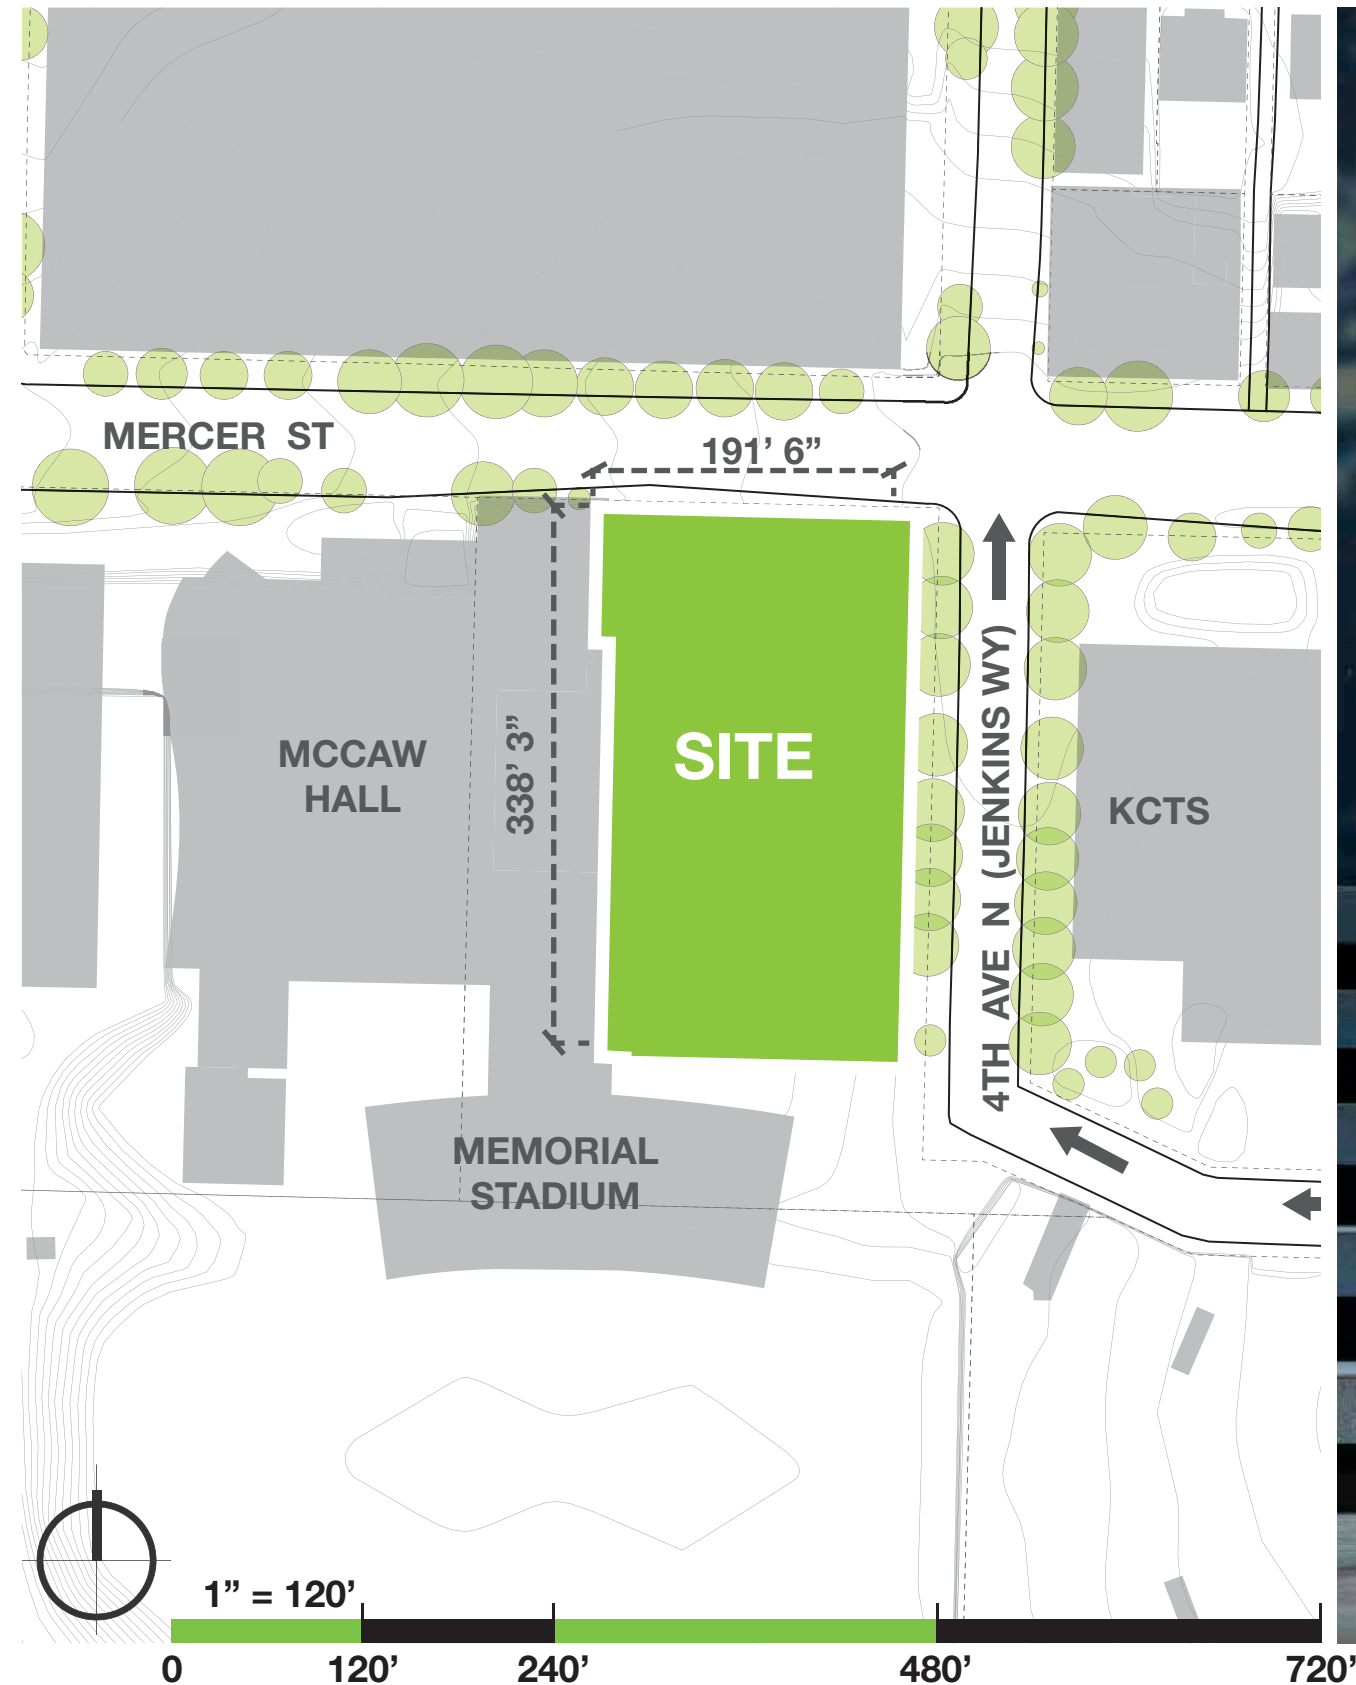 MERCER ST
191’ 6”
338’ 3”
MCCAW
HALL
SITE
4TH AVE N (JENKINS WY)
KCTS
MEMORIAL
STADIUM
1” = 120’
0 120’ 240’ 480’ 720’